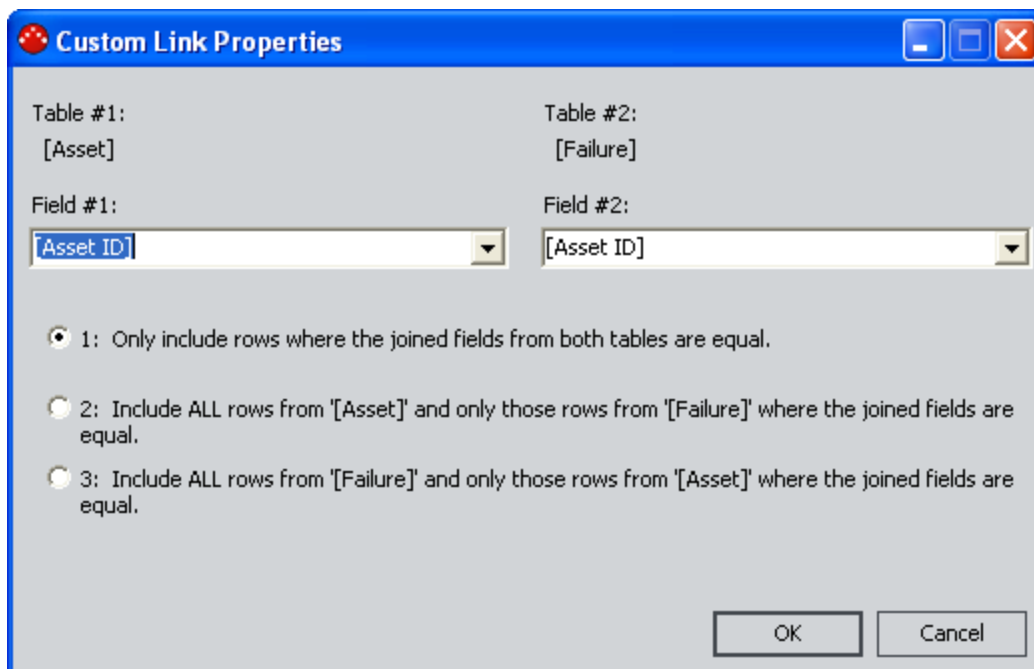 Custom Link Properties
Table #1:
Table #2:
[Asset]
[Failure]
Field #1:
Field #2:
[Asset ID]
[Asset ID]
1: Only include rows where the joined fields from both tables are equal.
2: Include ALL rows from '[Asset]' and only those rows from '[Failure]' where the joined fields are
equal.
3: Include ALL rows from '[Failure]' and only those rows from '[Asset]' where the joined fields are
equal.
OK
Cancel